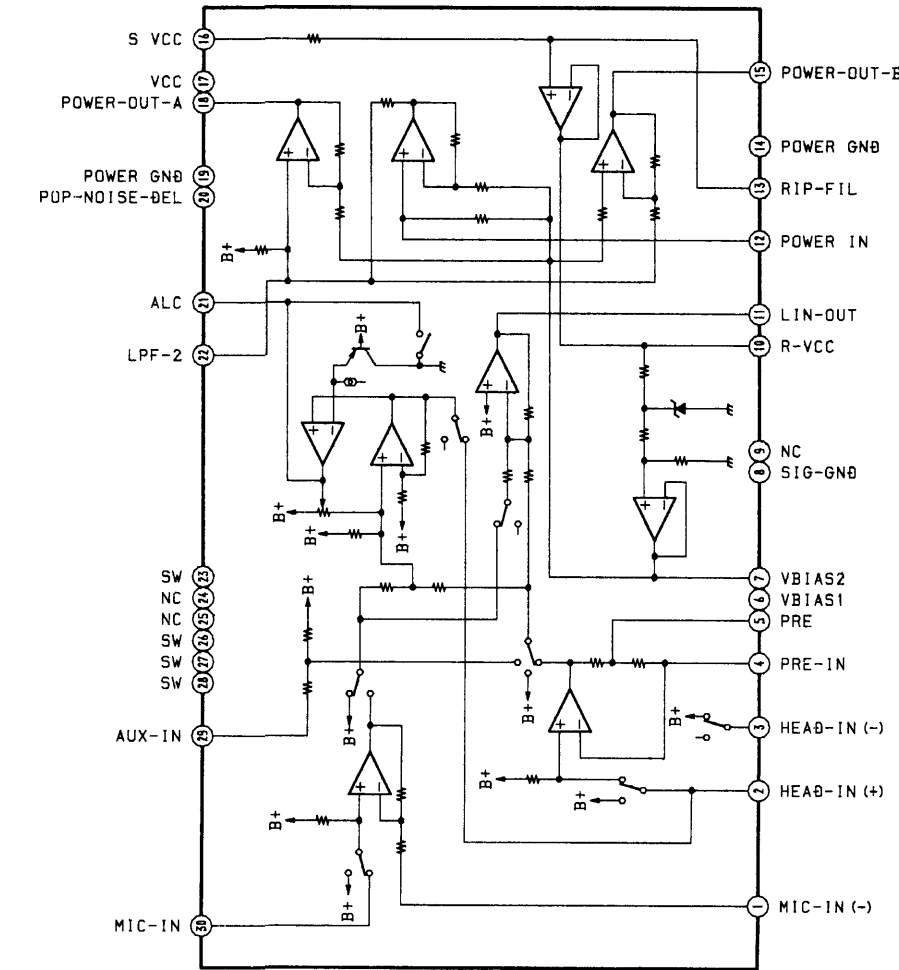 S VCC 16
VCC 17
POWER-OUT-A 18
POWER GND 19
POP-NOISE-DEL 20
ALC 21
LPF-2 22
SW 23
NC 24
NC 25
SW 26
SW 27
SW 28
AUX-IN 29
MIC-IN 30
15 POWER-OUT-B
14 POWER GND
13 RIP-FIL
12 POWER IN
11 LIN-OUT
10 R-VCC
9 NC
8 SIG-GND
7 VBIAS2
6 VBIAS1
5 PRE
4 PRE-IN
3 HEAD-IN(-)
2 HEAD-IN(+)
1 MIC-IN(-)
+ -
+ -
+ -
+ -
B+
B+
+ -
B+
+ -
+ -
B+
B+
B+
+ -
B+
B+
B+
+ -
B+
B+
B+
+ -
B+
B+